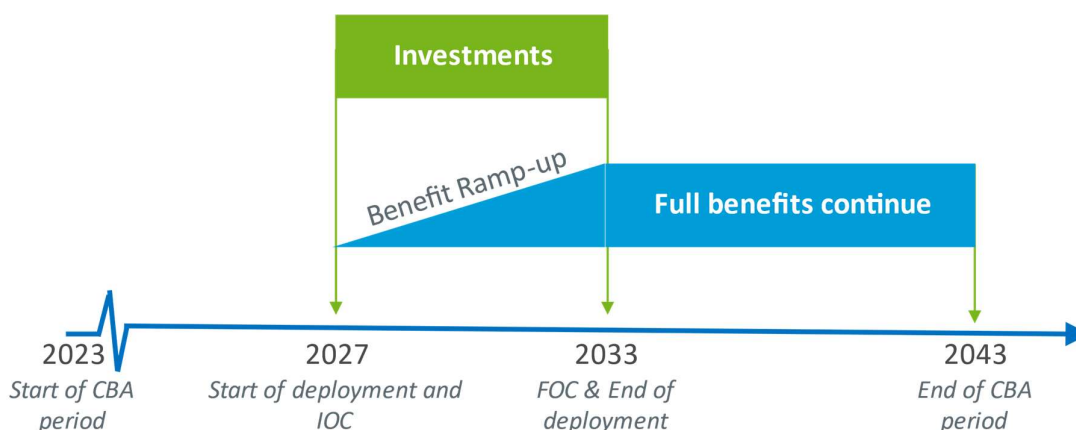 Investments
Benefit Ramp-up
Full benefits continue
2023
Start of CBA
period
2027
Start of deployment and
IOC
2033
FOC & End of
deployment
2043
End of CBA
period